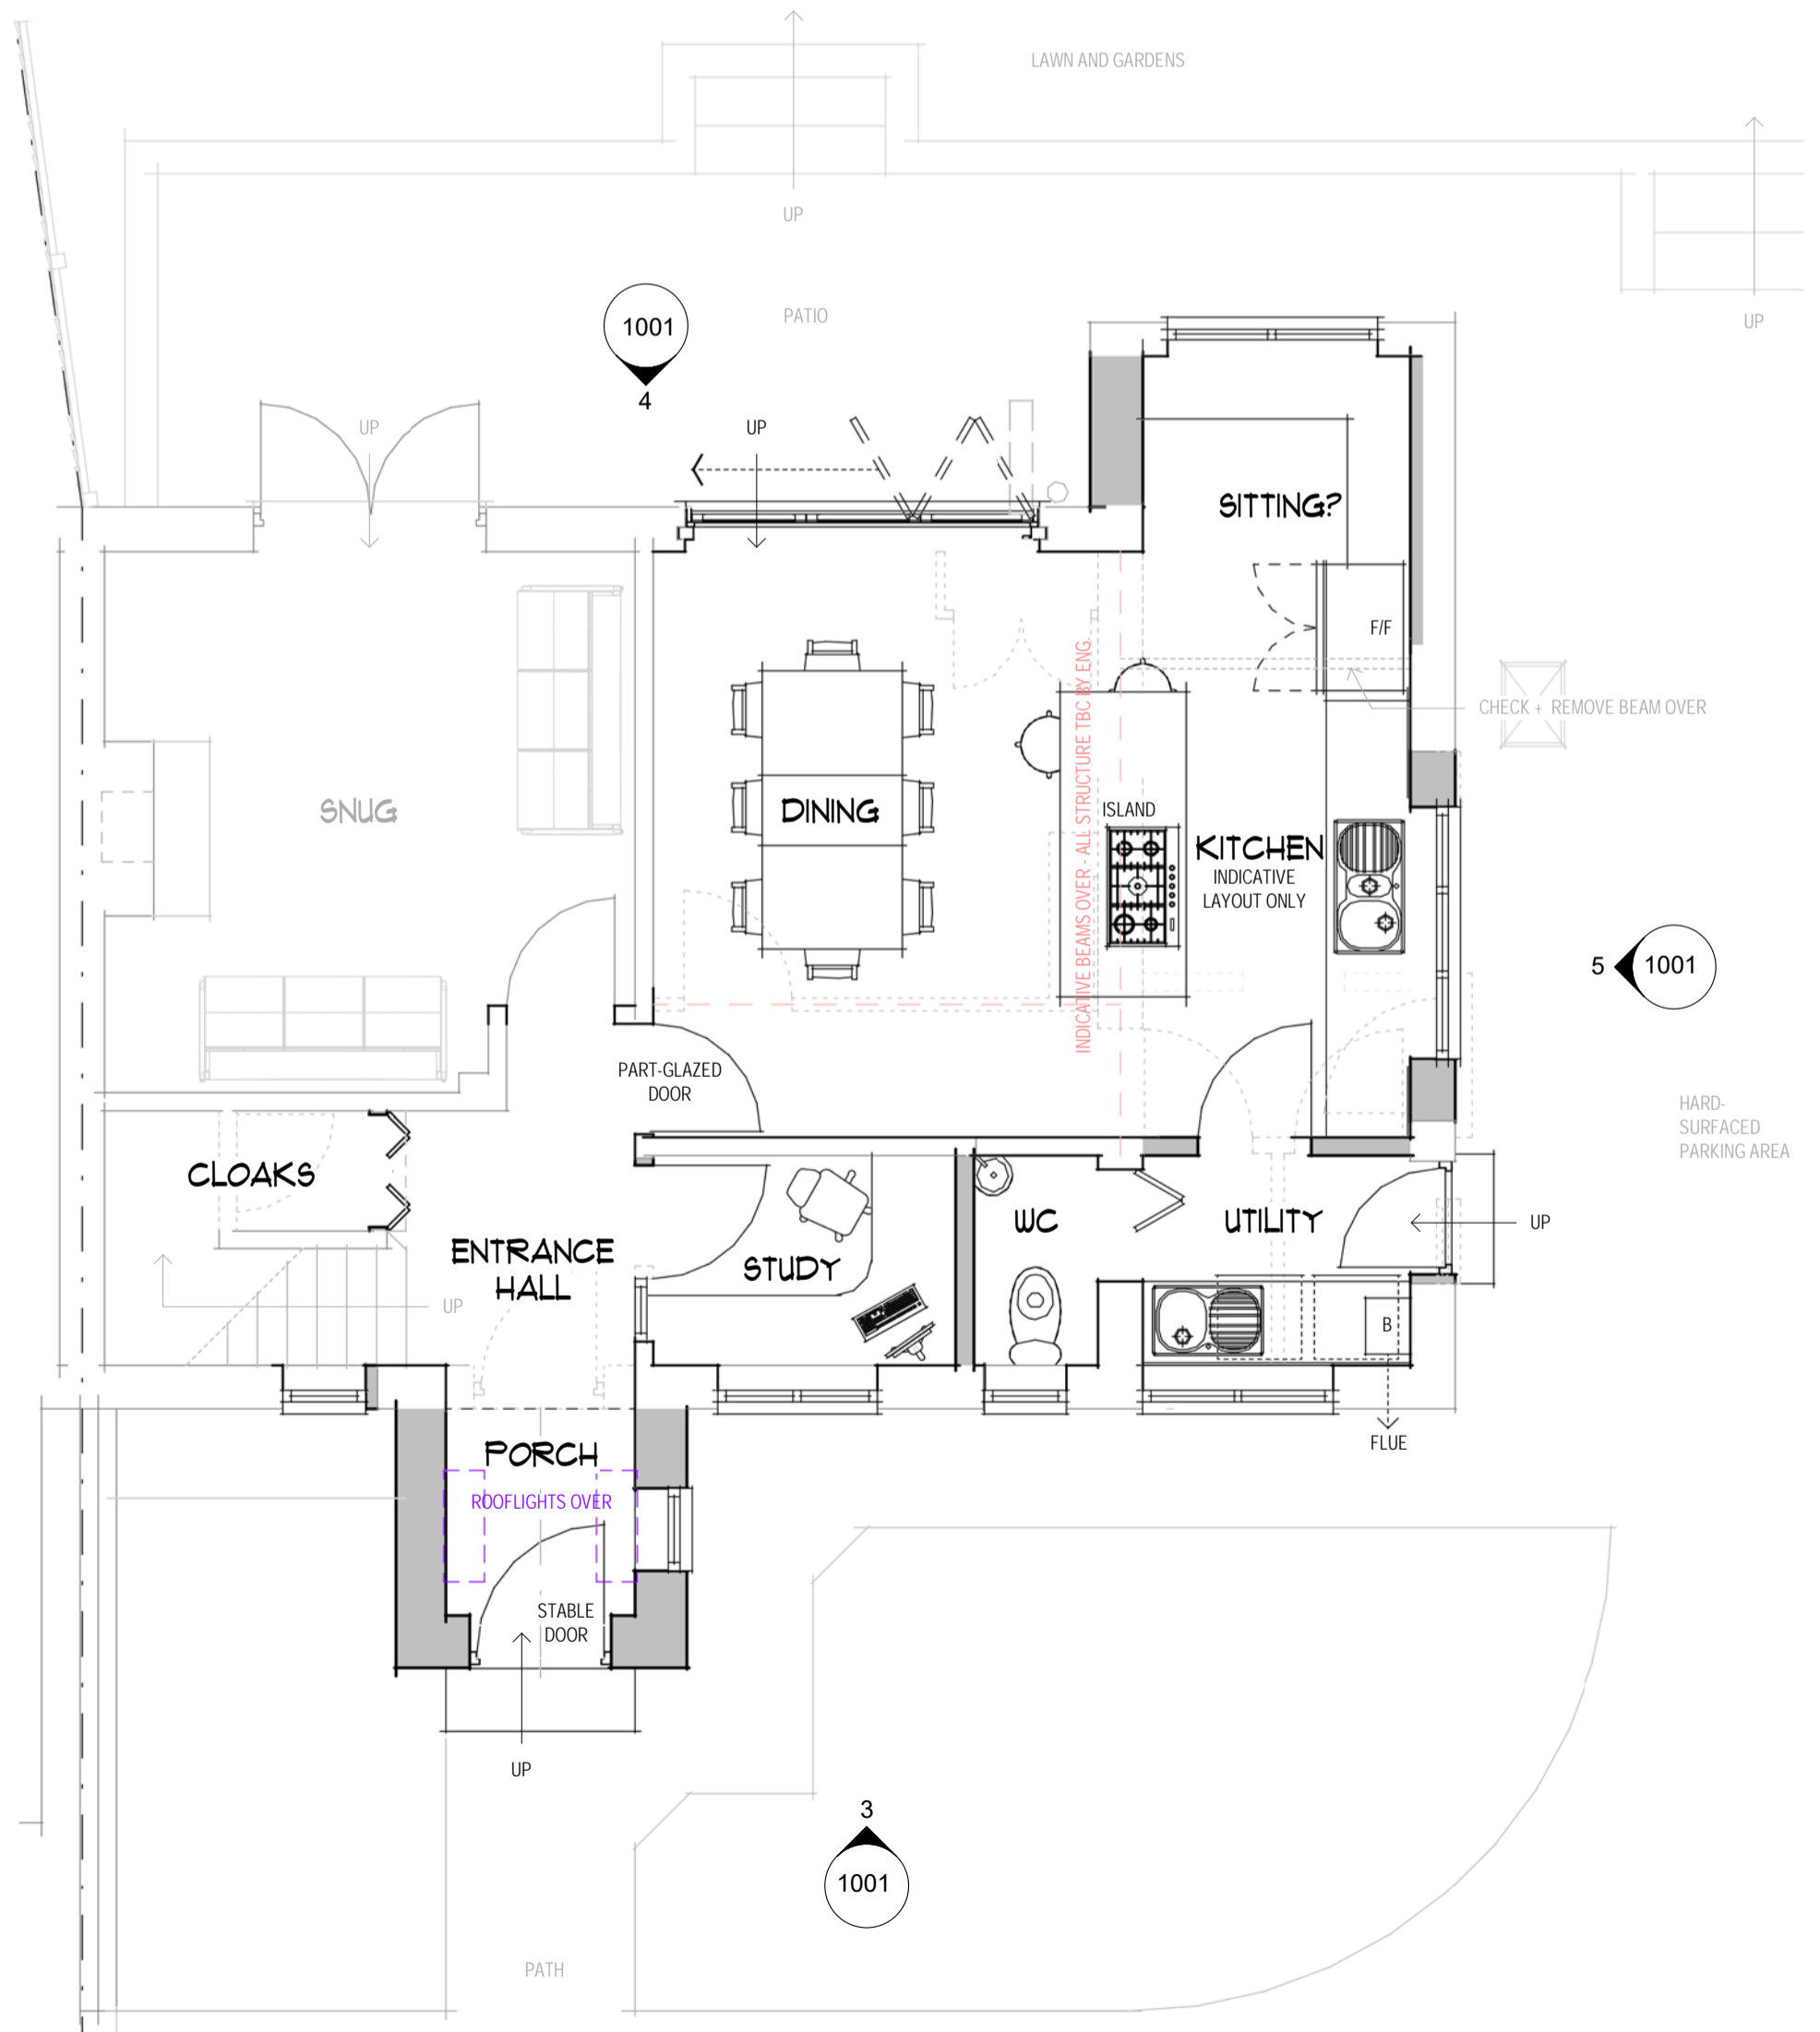 LAWN AND GARDENS
UP
PATIO
UP
1001
4
UP
UP
SITTING?
F/F
CHECK + REMOVE BEAM OVER
SNUG
DINING
INDICATIVE BEAMS OVER - ALL STRUCTURE TBC BY ENG.
ISLAND
KITCHEN
INDICATIVE
LAYOUT ONLY
5
1001
PART-GLAZED
DOOR
HARD-
SURFACED
PARKING AREA
CLOAKS
ENTRANCE
HALL
STUDY
WC
UTILITY
UP
UP
B
FLUE
PORCH
ROOFLIGHTS OVER
STABLE
DOOR
UP
3
1001
PATH